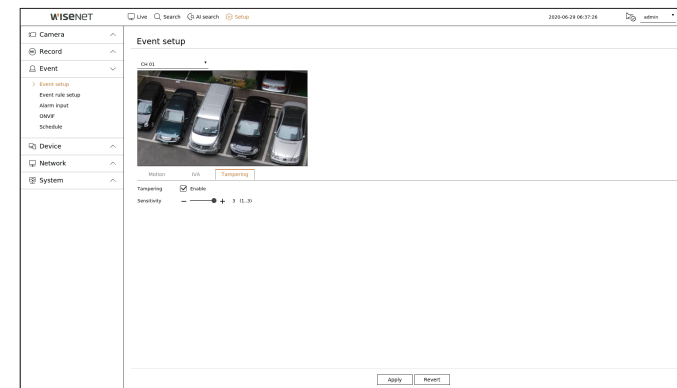 WISENET
Live Search AI search Setup 2020-06-28 06:37:26 admin
Camera
Record
Event
Event setup
Event rule setup
Alarm input
ONVIF
Schedule
Device
Network
System
Event setup
CH 01
Motion IVA Tampering
Tampering Enable
Sensitivity 3 (1..3)
Apply Revert